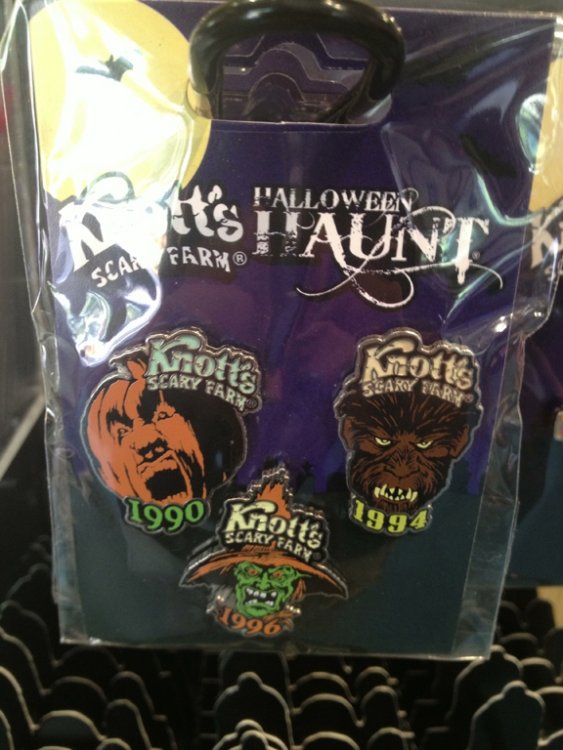 Knott's
SCARY FARM®
HALLOWEEN
HAUNT
Knott's
SCARY FARM
1990
Knott's
SCARY FARM
1994
Knott's
SCARY FARM
1996